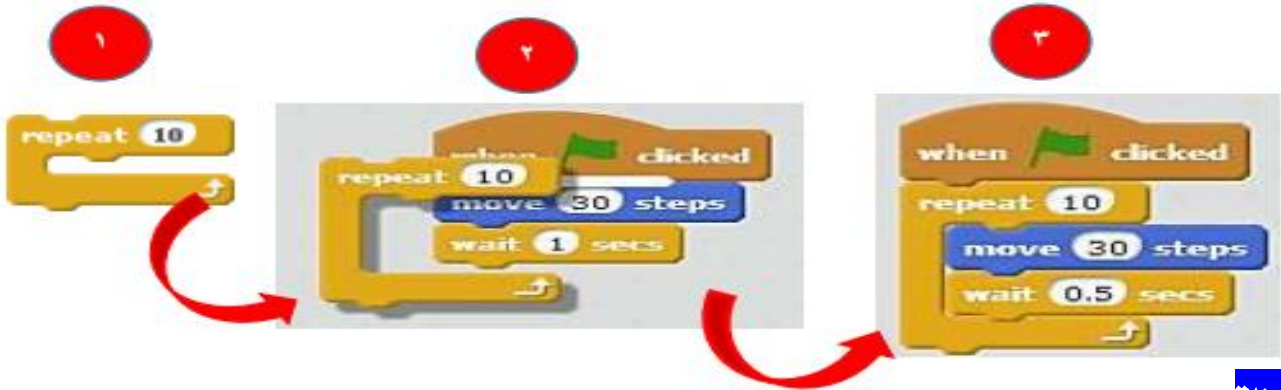 ١
٢
٣
repeat 10
when clicked
repeat 10
move 30 steps
wait 1 secs
when clicked
repeat 10
move 30 steps
wait 0.5 secs